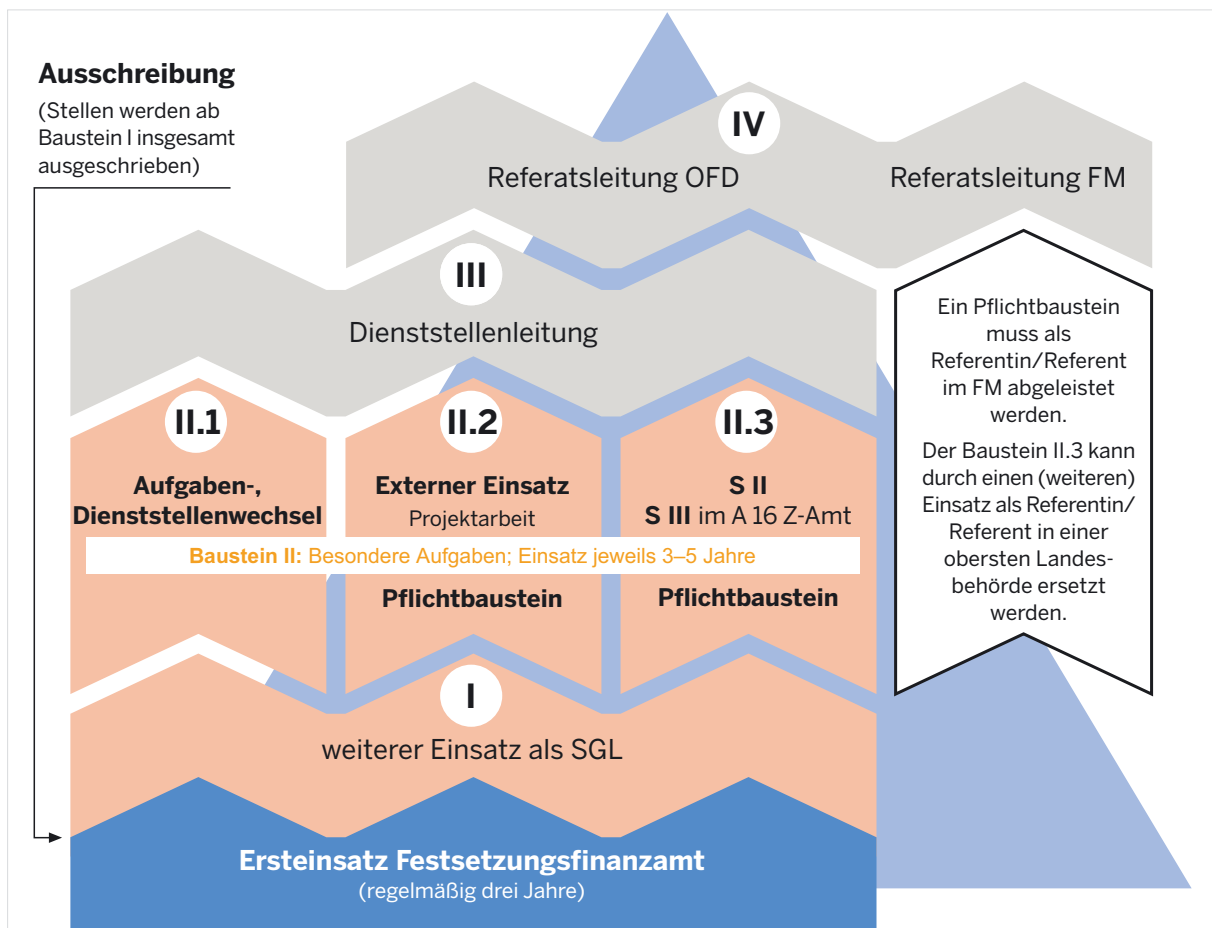 Ausschreibung
(Stellen werden ab
Baustein I insgesamt
ausgeschrieben)
IV
Referatsleitung OFD
Referatsleitung FM
III
Dienststellenleitung
Ein Pflichtbaustein
muss als
Referentin/Referent
im FM abgeleistet
werden.
Der Baustein II.3 kann
durch einen (weiteren)
Einsatz als Referentin/
Referent in einer
obersten Landes-
behörde ersetzt
werden.
II.1
Aufgaben-,
Dienststellenwechsel
II.2
Externer Einsatz
Projektarbeit
II.3
S II
S III im A 16 Z-Amt
Baustein II: Besondere Aufgaben; Einsatz jeweils 3–5 Jahre
Pflichtbaustein
Pflichtbaustein
I
weiterer Einsatz als SGL
Ersteinsatz Festsetzungsfinanzamt
(regelmäßig drei Jahre)